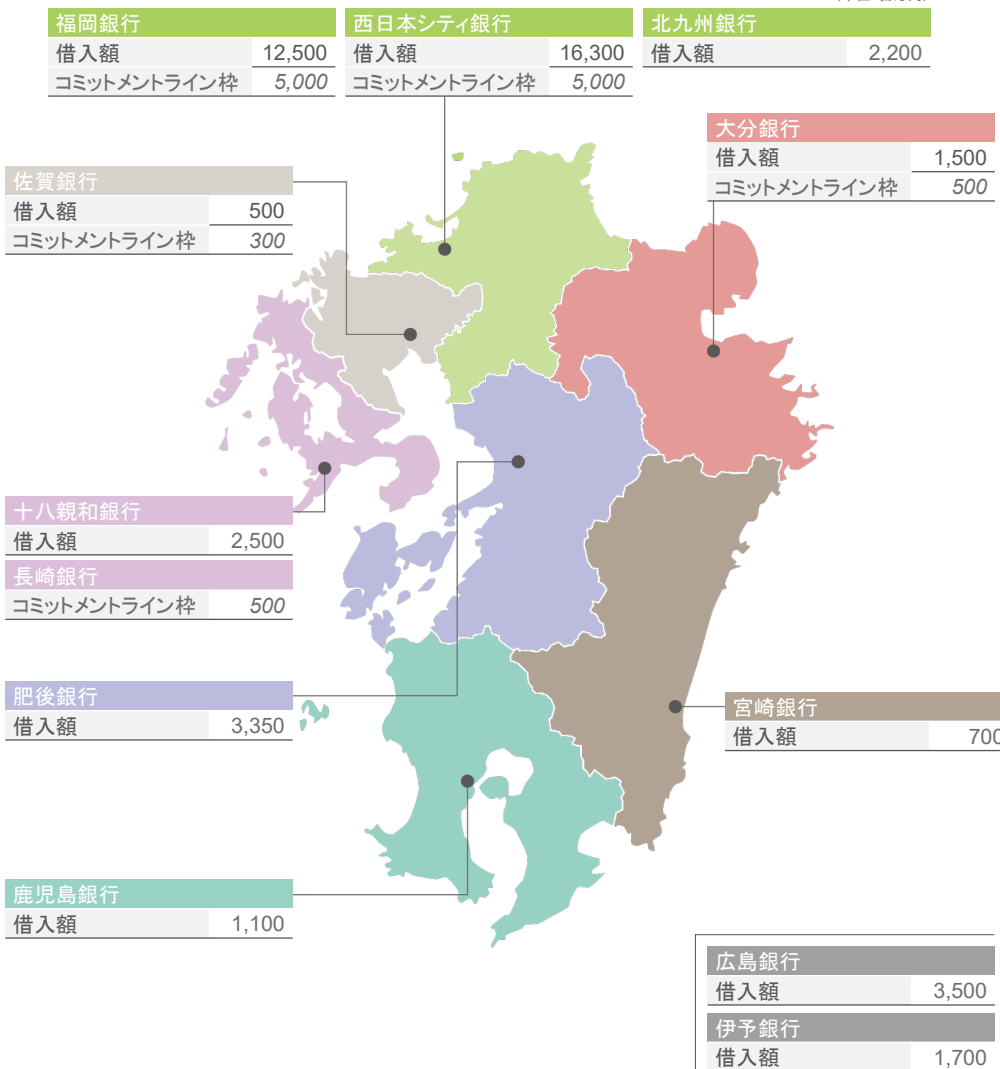 福岡銀行
借入額 12,500
コミットメントライン枠 5,000
西日本シティ銀行
借入額 16,300
コミットメントライン枠 5,000
北九州銀行
借入額 2,200
大分銀行
借入額 1,500
コミットメントライン枠 500
佐賀銀行
借入額 500
コミットメントライン枠 300
十八親和銀行
借入額 2,500
長崎銀行
コミットメントライン枠 500
肥後銀行
借入額 3,350
宮崎銀行
借入額 700
鹿児島銀行
借入額 1,100
広島銀行
借入額 3,500
伊予銀行
借入額 1,700